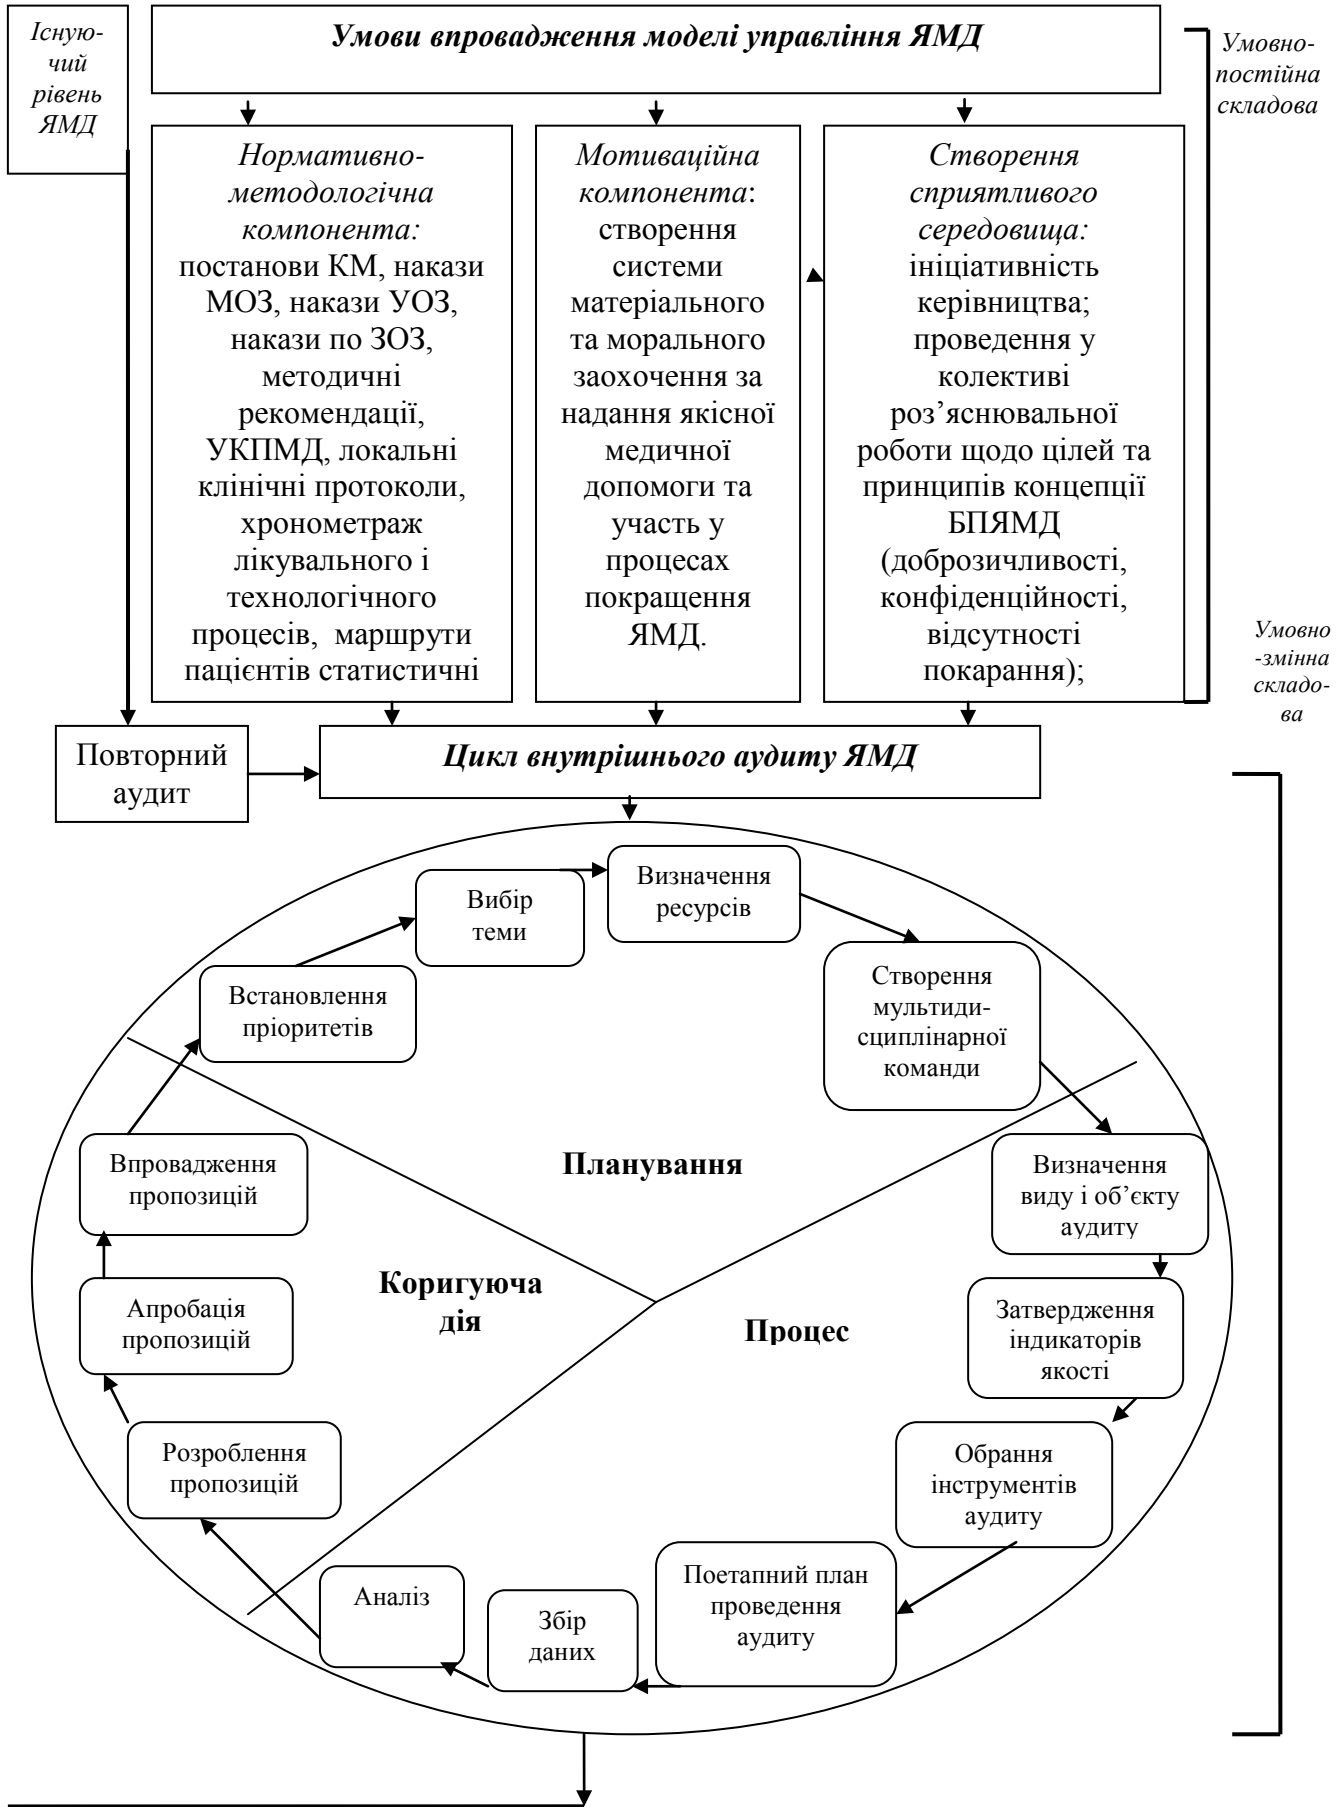 Існую-
чий
рівень
ЯМД
Умови впровадження моделі управління ЯМД
Умовно-
постійна
складова
Нормативно-
методологічна
компонента:
постанови КМ, накази
МОЗ, накази УОЗ,
накази по ЗОЗ,
методичні
рекомендації,
УКПМД, локальні
клінічні протоколи,
хронометраж
лікувального і
технологічного
процесів, маршрути
пацієнтів статистичні
Мотиваційна
компонента:
створення
системи
матеріального
та морального
заохочення за
надання якісної
медичної
допомоги та
участь у
процесах
покращення
ЯМД.
Створення
сприятливого
середовища:
ініціативність
керівництва;
проведення у
колективі
роз’яснювальної
роботи щодо цілей та
принципів концепції
БПЯМД
(доброзичливості,
конфіденційності,
відсутності
покарання);
Умовно
-змінна
складо-
ва
Повторний
аудит
Цикл внутрішнього аудиту ЯМД
Визначення
ресурсів
Вибір
теми
Створення
мультиди-
сциплінарної
команди
Встановлення
пріоритетів
Впровадження
пропозицій
Планування
Визначення
виду і об’єкту
аудиту
Коригуюча
дія
Процес
Апробація
пропозицій
Затвердження
індикаторів
якості
Розроблення
пропозицій
Обрання
інструментів
аудиту
Аналіз
Збір
даних
Поетапний план
проведення
аудиту